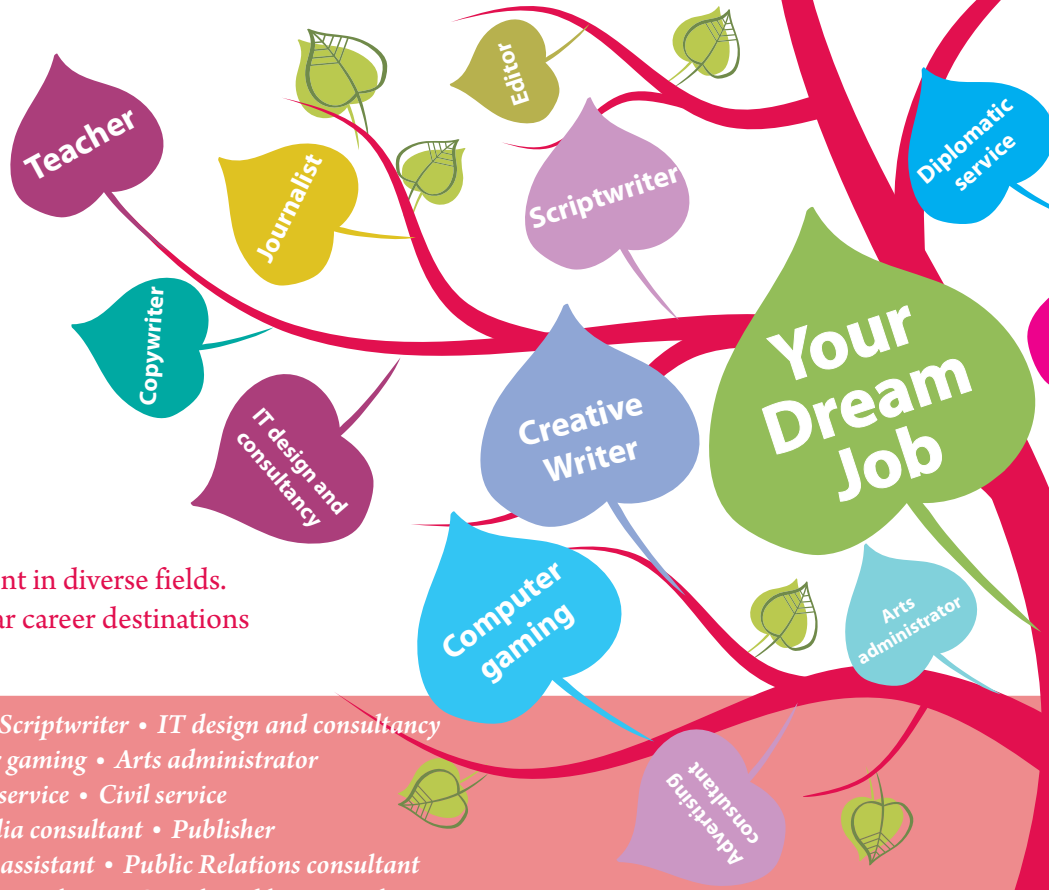 Editor
Teacher
Diplomatic
service
Journalist
Scriptwriter
Copywriter
Your
Dream
Job
Creative
Writer
IT design and
consultancy
nt in diverse fields.
ar career destinations
Computer
gaming
Arts
administrator
Scriptwriter • IT design and consultancy
gaming • Arts administrator
service • Civil service
dia consultant • Publisher
assistant • Public Relations consultant
Advertising
consultant